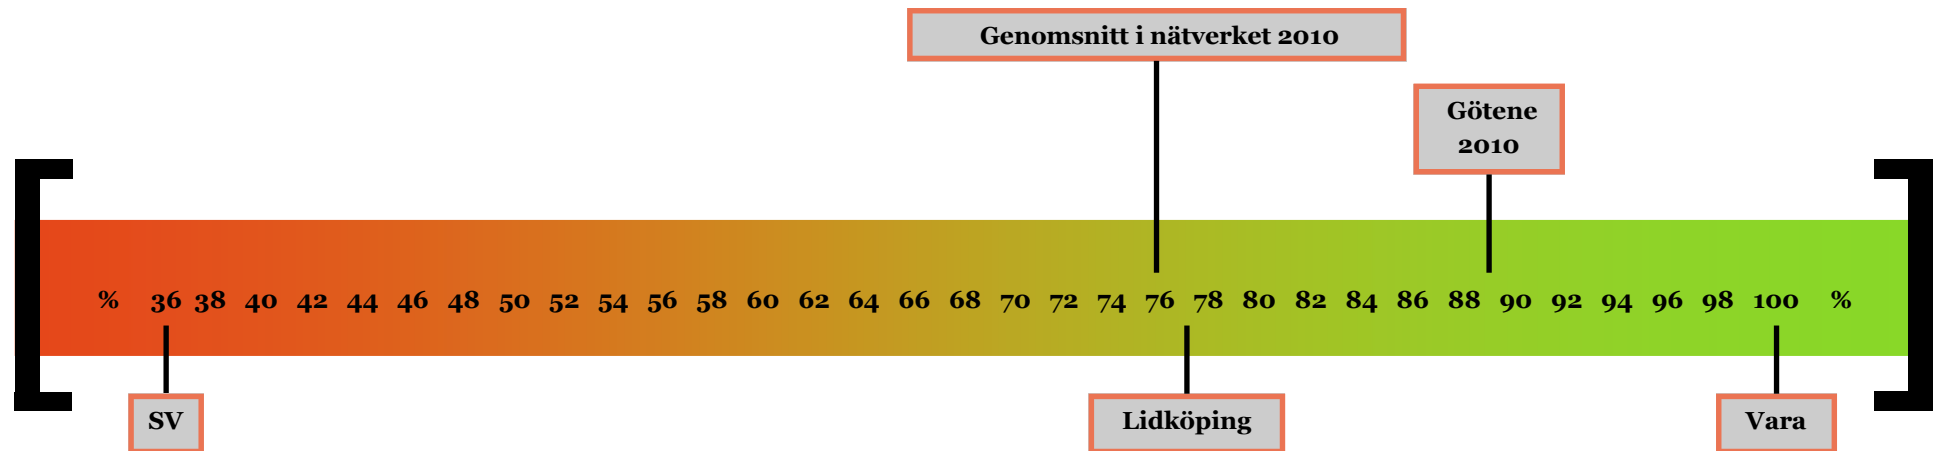 Genomsnitt i nätverket 2010
Götene
2010
% 36 38 40 42 44 46 48 50 52 54 56 58 60 62 64 66 68 70 72 74 76 78 80 82 84 86 88 90 92 94 96 98 100 %
SV
Lidköping
Vara